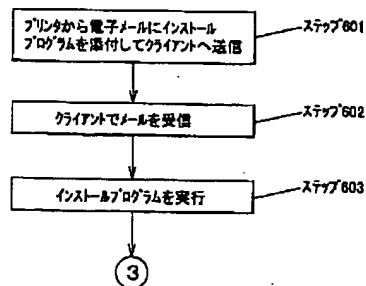 プリンタから電子メールにインストール
プログラムを添付してクライアントへ送信
ステップ601
クライアントでメールを受信
ステップ602
インストールプログラムを実行
ステップ603
3